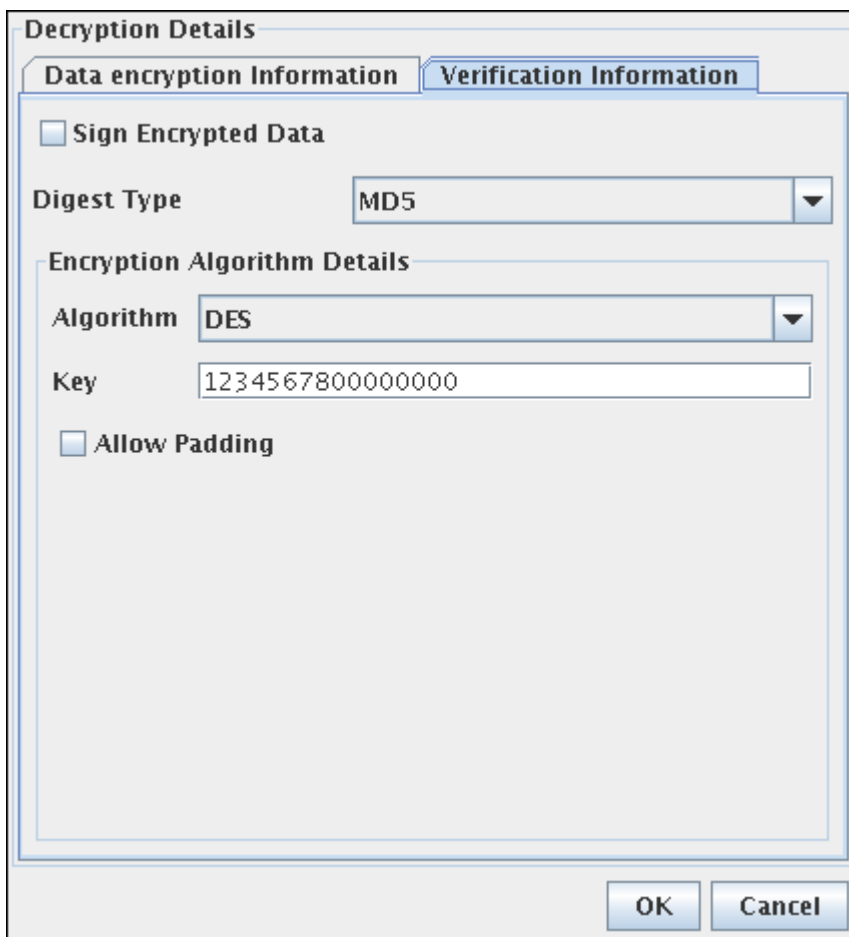 Decryption Details
Data encryption Information Verification Information
Sign Encrypted Data
Digest Type MD5
Encryption Algorithm Details
Algorithm DES
Key 1234567800000000
Allow Padding
OK Cancel